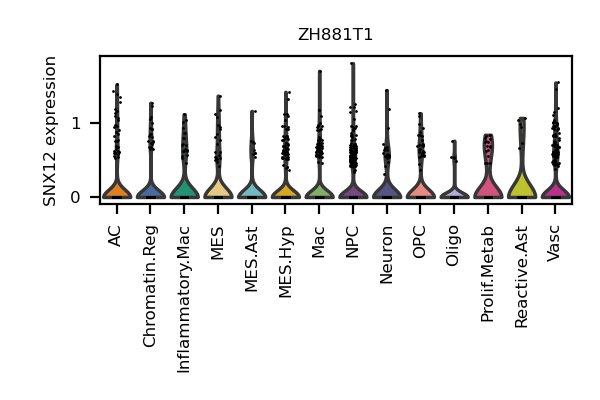 ZH881T1
SNX12 expression
1
0
AC
Chromatin.Reg
Inflammatory.Mac
MES
MES.Ast
MES.Hyp
Mac
NPC
Neuron
OPC
Oligo
Prolif.Metab
Reactive.Ast
Vasc